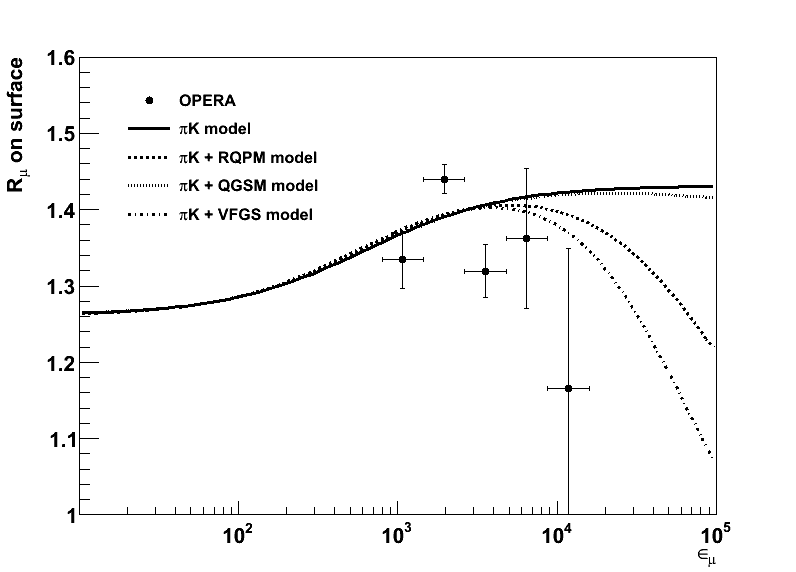 R_μ on surface
1.6
1.5
1.4
1.3
1.2
1.1
1
OPERA
πK model
πK + RQPM model
πK + QGSM model
πK + VFGS model
10² 10³ 10⁴ 10⁵
ϵ_μ